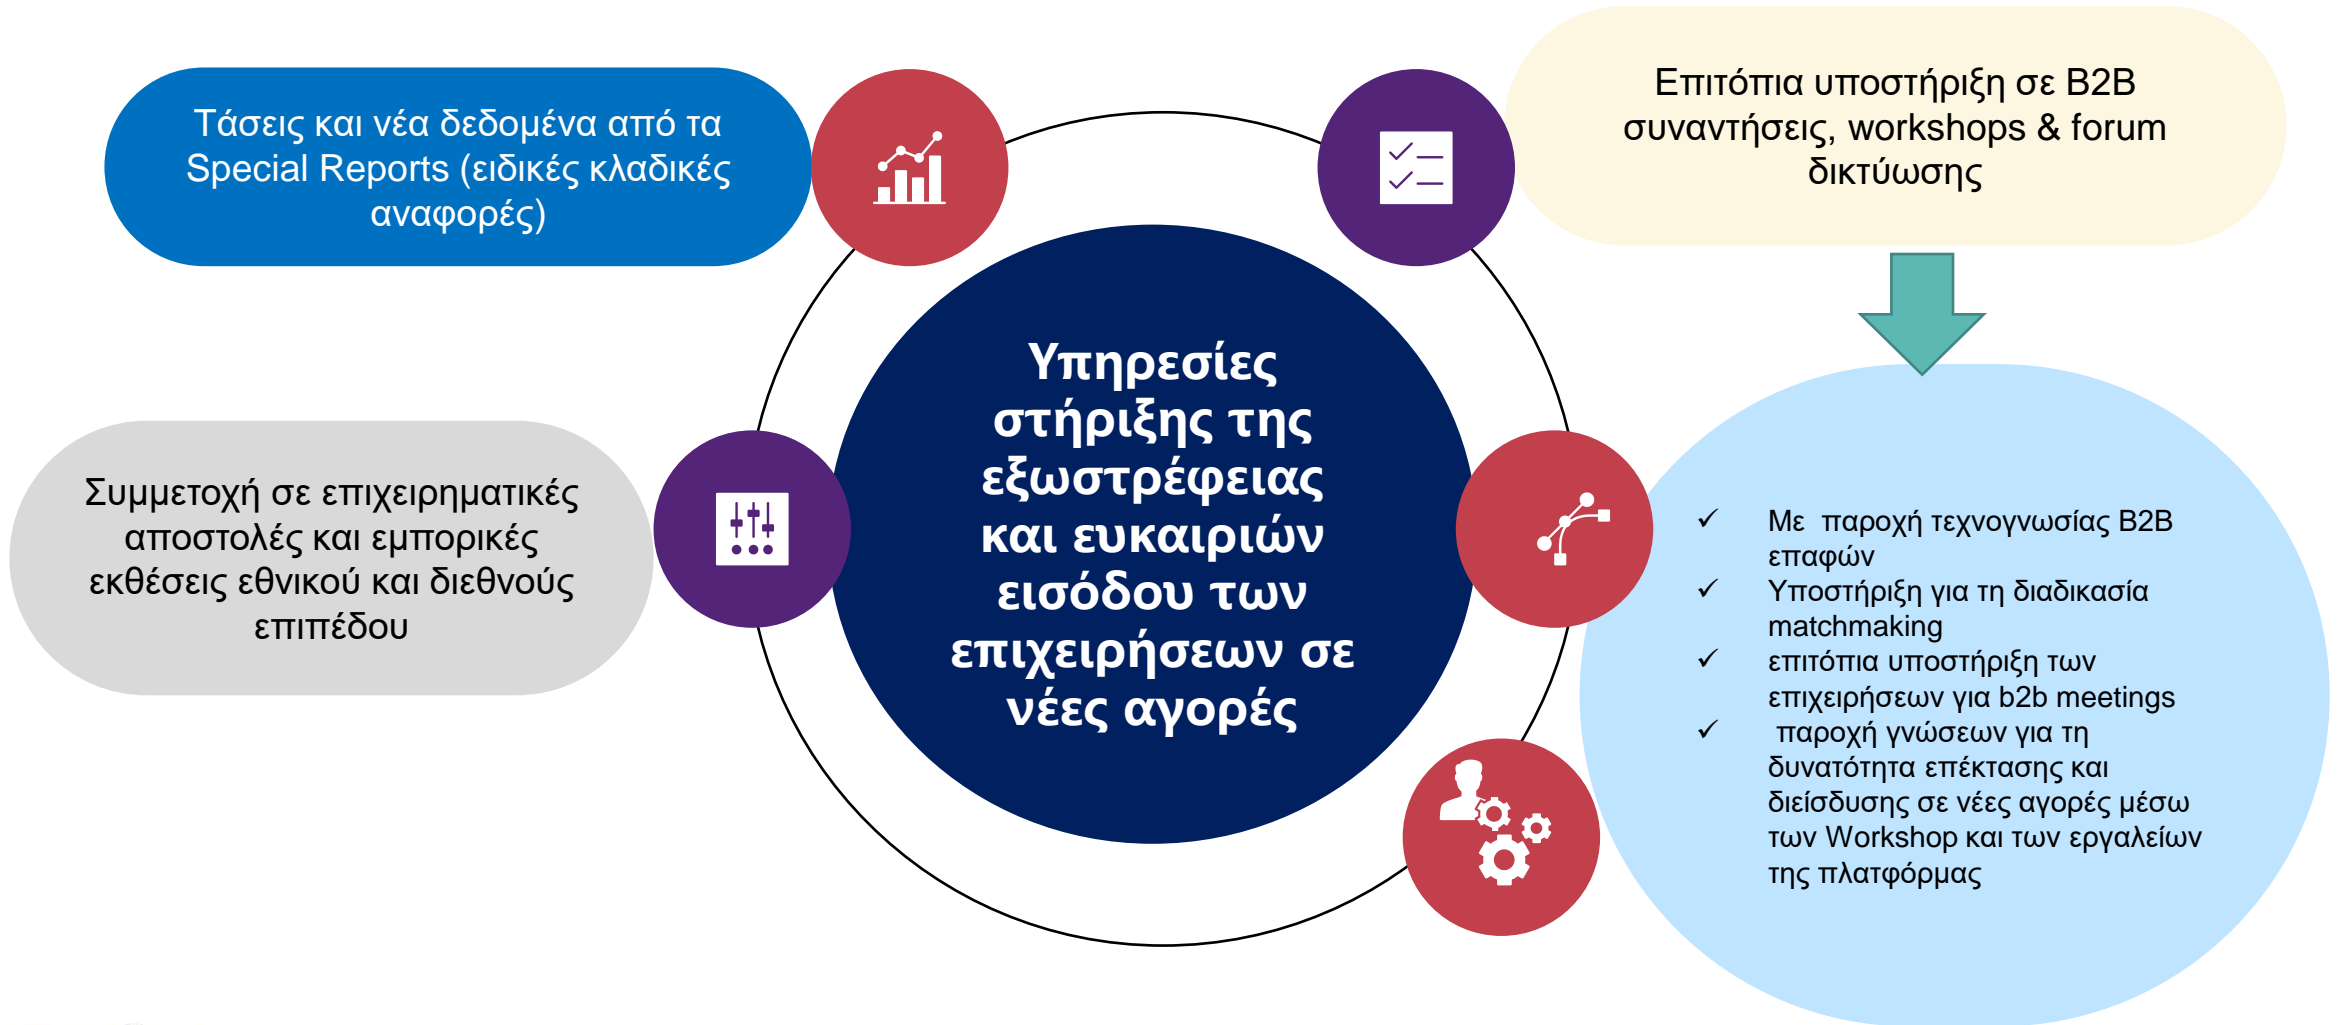 Τάσεις και νέα δεδομένα από τα
Special Reports (ειδικές κλαδικές
αναφορές)
Επιτόπια υποστήριξη σε B2B
συναντήσεις, workshops & forum
δικτύωσης
Υπηρεσίες
στήριξης της
εξωστρέφειας
και ευκαιριών
εισόδου των
επιχειρήσεων σε
νέες αγορές
Συμμετοχή σε επιχειρηματικές
αποστολές και εμπορικές
εκθέσεις εθνικού και διεθνούς
επιπέδου
✓ Με παροχή τεχνογνωσίας B2B
επαφών
✓ Υποστήριξη για τη διαδικασία
matchmaking
✓ επιτόπια υποστήριξη των
επιχειρήσεων για b2b meetings
✓ παροχή γνώσεων για τη
δυνατότητα επέκτασης και
διείσδυσης σε νέες αγορές μέσω
των Workshop και των εργαλείων
της πλατφόρμας